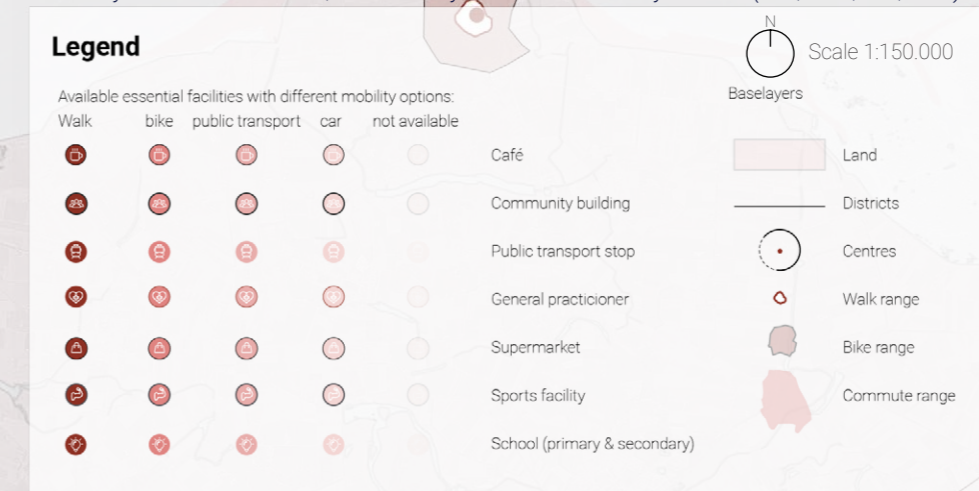 Legend
N
Scale 1:150.000
Baselayers
Available essential facilities with different mobility options:
Walk bike public transport car not available
Café
Community building
Public transport stop
General practicioner
Supermarket
Sports facility
School (primary & secondary)
Land
Districts
Centres
Walk range
Bike range
Commute range